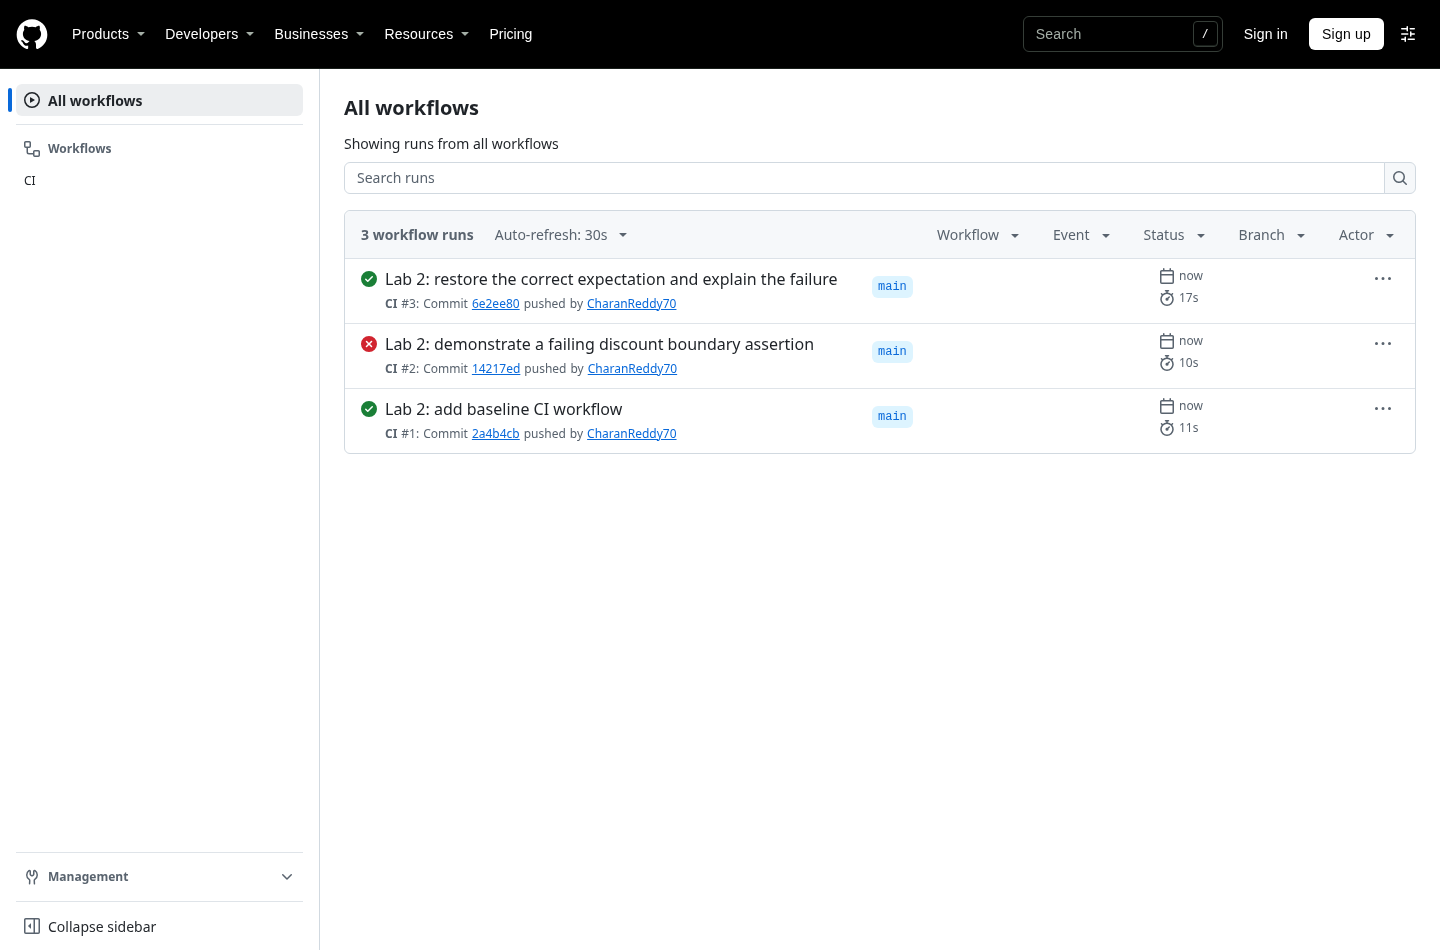 Products Developers Businesses Resources Pricing Search / Sign in Sign up
All workflows
Workflows
CI
Management
Collapse sidebar
All workflows
Showing runs from all workflows
Search runs
3 workflow runs Auto-refresh: 30s Workflow Event Status Branch Actor
Lab 2: restore the correct expectation and explain the failure
CI #3: Commit 6e2ee80 pushed by CharanReddy70
main
now
17s
Lab 2: demonstrate a failing discount boundary assertion
CI #2: Commit 14217ed pushed by CharanReddy70
main
now
10s
Lab 2: add baseline CI workflow
CI #1: Commit 2a4b4cb pushed by CharanReddy70
main
now
11s